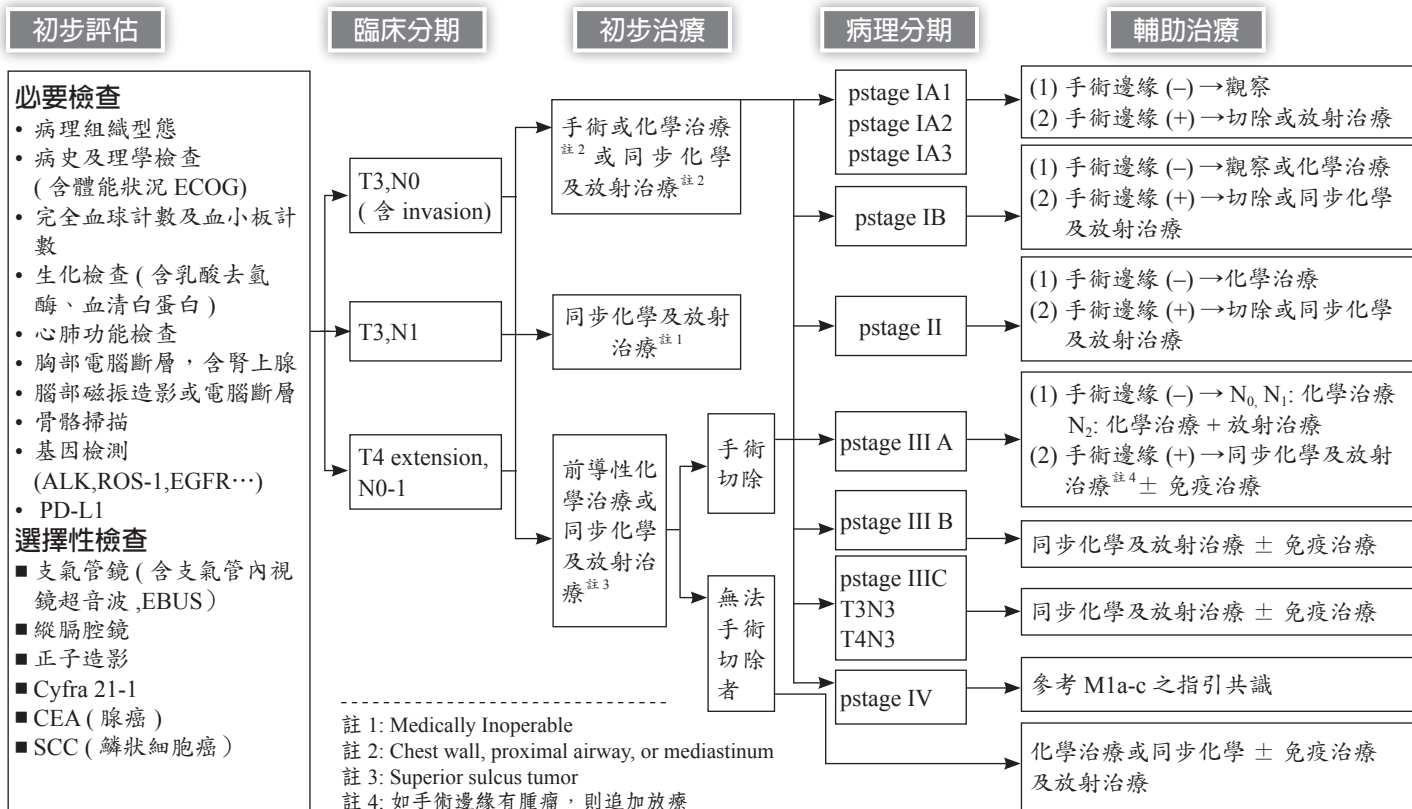 初步評估
臨床分期
初步治療
病理分期
輔助治療
必要檢查
• 病理組織型態
• 病史及理學檢查
( 含體能狀況 ECOG)
• 完全血球計數及血小板計
數
• 生化檢查 ( 含乳酸去氫
酶、血清白蛋白 )
• 心肺功能檢查
• 胸部電腦斷層，含腎上腺
• 腦部磁振造影或電腦斷層
• 骨骼掃描
• 基因檢測
(ALK,ROS-1,EGFR⋯)
• PD-L1
選擇性檢查
■ 支氣管鏡 ( 含支氣管內視
鏡超音波 ,EBUS）
■ 縱膈腔鏡
■ 正子造影
■ Cyfra 21-1
■ CEA ( 腺癌 )
■ SCC ( 鱗狀細胞癌）
T3,N0
( 含 invasion)
T3,N1
T4 extension,
N0-1
手術或化學治療
註2 或同步化學
及放射治療註2
同步化學及放射
治療註1
前導性化
學治療或
同步化學
及放射治
療註3
手術
切除
無法
手術
切除
者
pstage IA1
pstage IA2
pstage IA3
pstage IB
pstage II
pstage III A
pstage III B
pstage IIIC
T3N3
T4N3
pstage IV
(1) 手術邊緣 (–) →觀察
(2) 手術邊緣 (+) →切除或放射治療
(1) 手術邊緣 (–) →觀察或化學治療
(2) 手術邊緣 (+) →切除或同步化學
及放射治療
(1) 手術邊緣 (–) →化學治療
(2) 手術邊緣 (+) →切除或同步化學
及放射治療
(1) 手術邊緣 (–) → N0, N1: 化學治療
N2: 化學治療 + 放射治療
(2) 手術邊緣 (+) →同步化學及放射
治療註4± 免疫治療
同步化學及放射治療 ± 免疫治療
同步化學及放射治療 ± 免疫治療
參考 M1a-c 之指引共識
化學治療或同步化學 ± 免疫治療
及放射治療
註 1: Medically Inoperable
註 2: Chest wall, proximal airway, or mediastinum
註 3: Superior sulcus tumor
註 4: 如手術邊緣有腫瘤，則追加放療